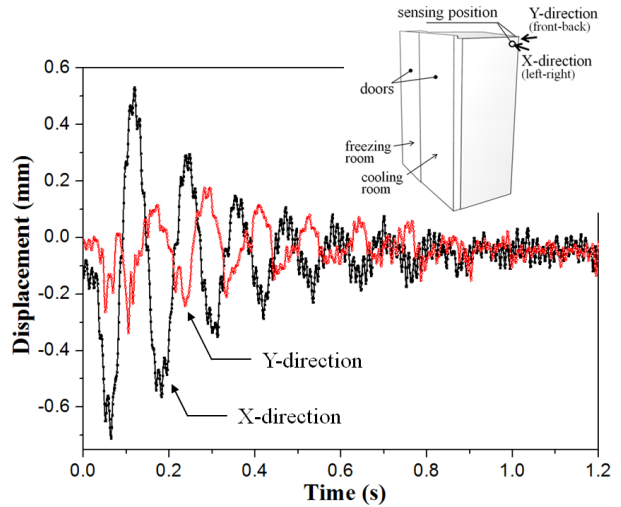 sensing position
Y-direction
(front-back)
X-direction
(left-right)
doors
freezing
room
cooling
room
0.6
0.4
0.2
0.0
-0.2
-0.4
-0.6
Displacement (mm)
Y-direction
X-direction
0.0
0.2
0.4
0.6
0.8
1.0
1.2
Time (s)